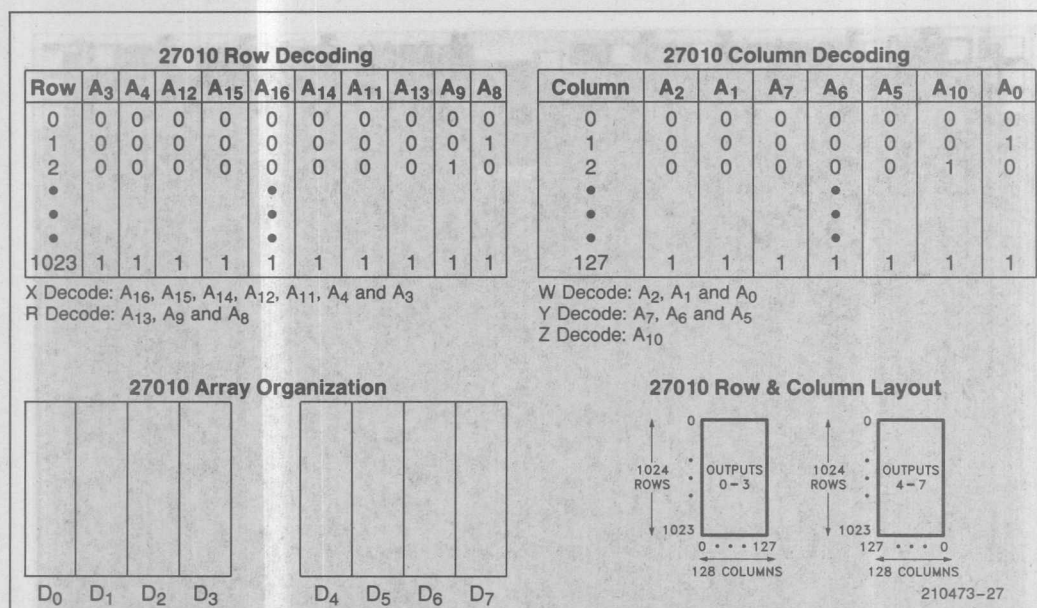 27010 Row Decoding
Row A3 A4 A12 A15 A16 A14 A11 A13 A9 A8
0 0 0 0 0 0 0 0 0 0 0
1 0 0 0 0 0 0 0 0 0 1
2 0 0 0 0 0 0 0 0 1 0
• •
• •
• •
1023 1 1 1 1 1 1 1 1 1 1
X Decode: A16, A15, A14, A12, A11, A4 and A3
R Decode: A13, A9 and A8
27010 Column Decoding
Column A2 A1 A7 A6 A5 A10 A0
0 0 0 0 0 0 0 0
1 0 0 0 0 0 0 1
2 0 0 0 0 0 1 0
• •
• •
• •
127 1 1 1 1 1 1 1
W Decode: A2, A1 and A0
Y Decode: A7, A6 and A5
Z Decode: A10
27010 Array Organization
D0 D1 D2 D3 D4 D5 D6 D7
27010 Row & Column Layout
0
1024
ROWS
OUTPUTS
0–3
1023
0 • • • 127
128 COLUMNS
0
1024
ROWS
OUTPUTS
4–7
1023
127 • • • 0
128 COLUMNS
210473–27